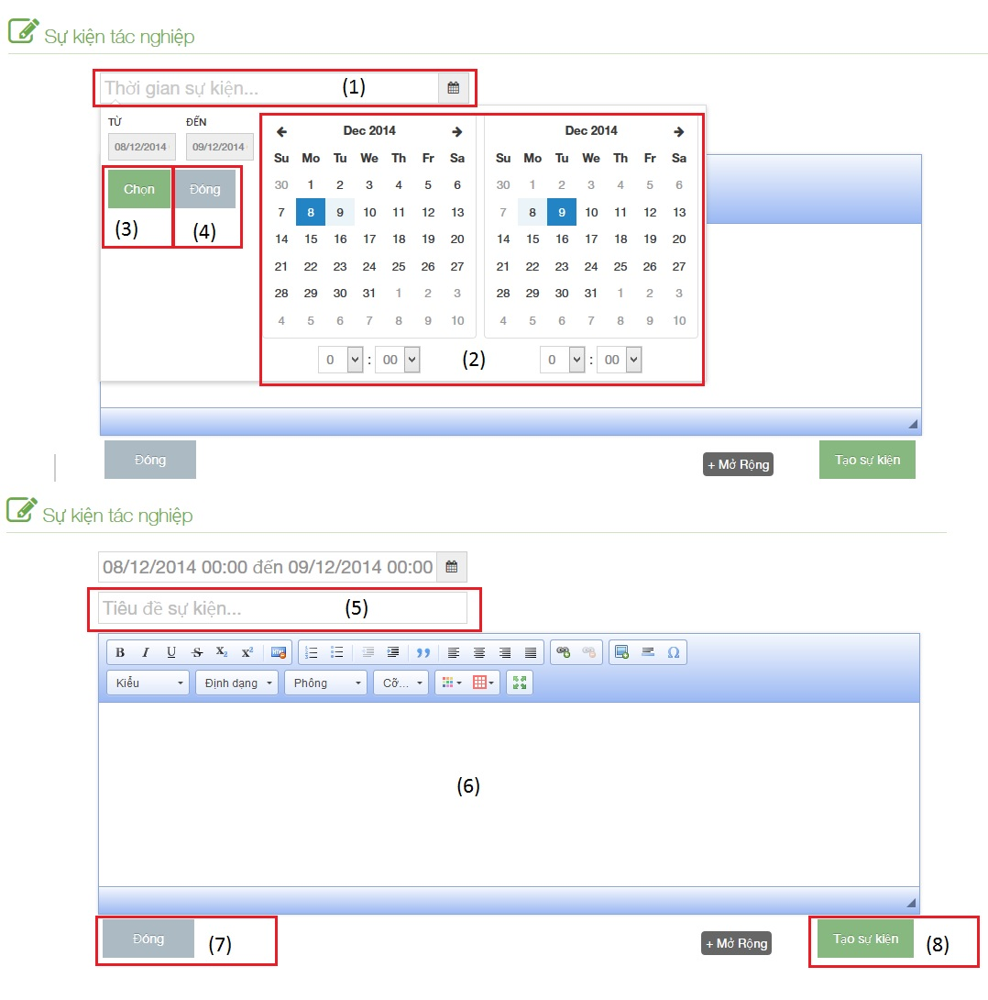 Sự kiện tác nghiệp
Thời gian sự kiện... (1)
TỪ ĐẾN
08/12/2014 09/12/2014
Chọn Đóng
(3) (4)
Dec 2014 Dec 2014
Su Mo Tu We Th Fr Sa Su Mo Tu We Th Fr Sa
30 1 2 3 4 5 6 30 1 2 3 4 5 6
7 8 9 10 11 12 13 7 8 9 10 11 12 13
14 15 16 17 18 19 20 14 15 16 17 18 19 20
21 22 23 24 25 26 27 21 22 23 24 25 26 27
28 29 30 31 1 2 3 28 29 30 31 1 2 3
4 5 6 7 8 9 10 4 5 6 7 8 9 10
0 : 00 (2) 0 : 00
Đóng + Mở Rộng Tạo sự kiện
Sự kiện tác nghiệp
08/12/2014 00:00 đến 09/12/2014 00:00
Tiêu đề sự kiện... (5)
B I U S X₂ X² HTML Ω
Kiểu Định dạng Phông Cỡ...
(6)
Đóng (7) + Mở Rộng Tạo sự kiện (8)